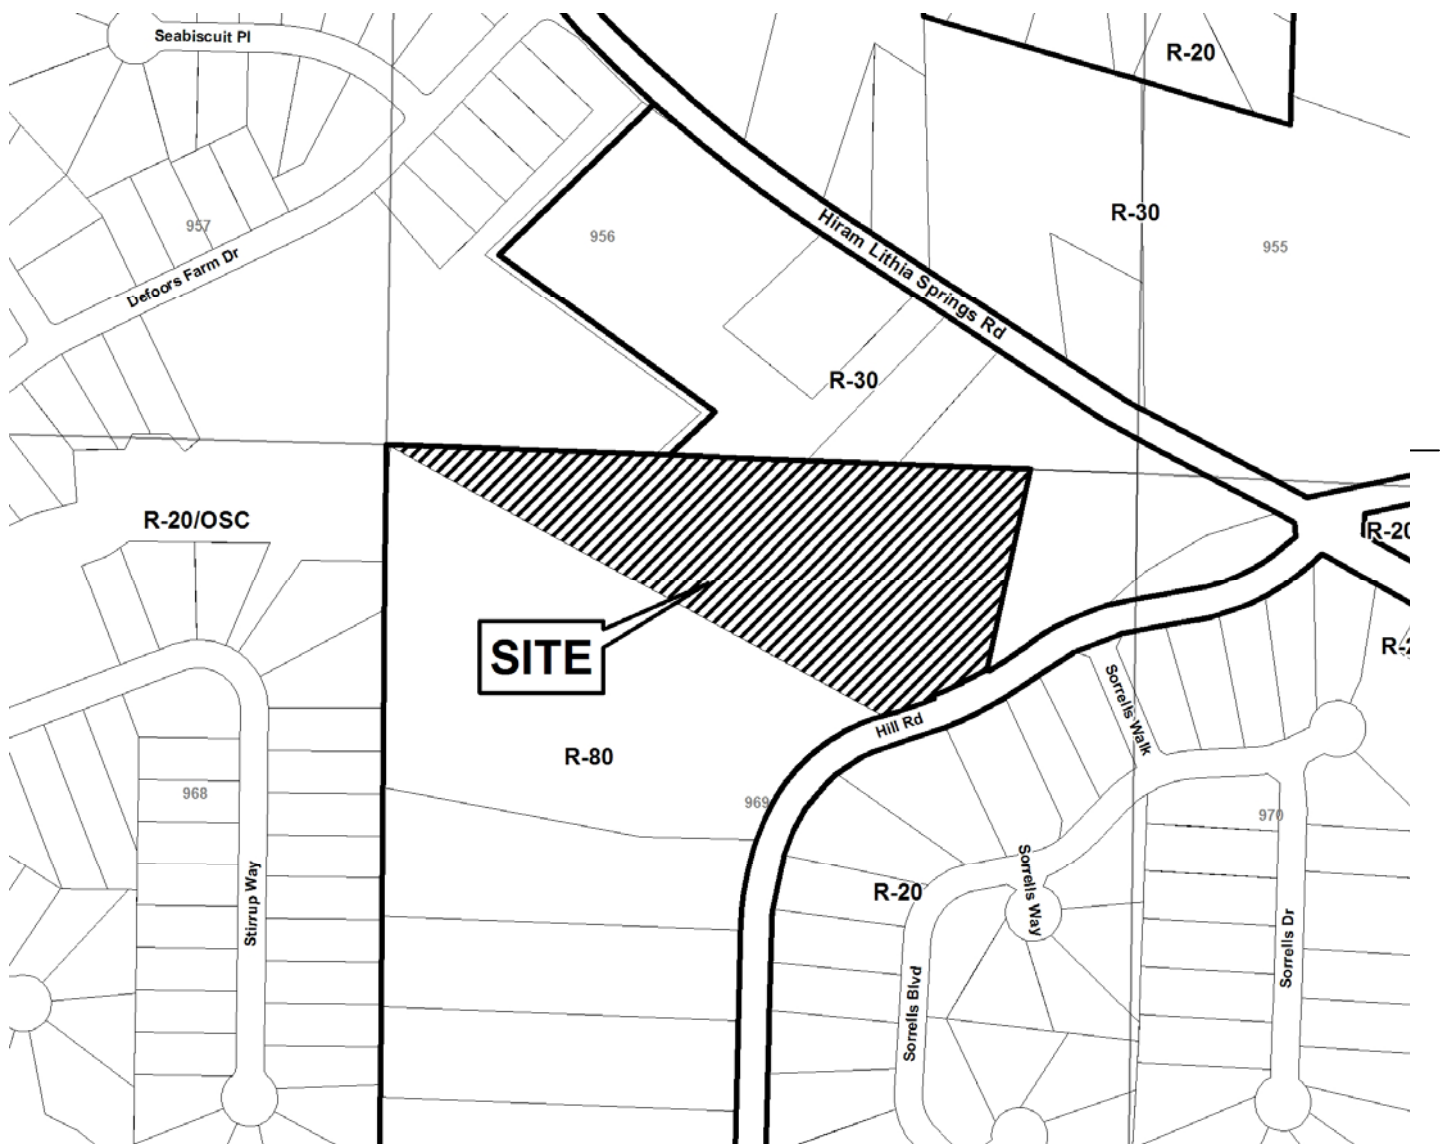 Seabiscuit Pl
R-20
R-30
957
956
955
Defoors Farm Dr
Hiram Lithia Springs Rd
R-30
R-20/OSC
R-20
SITE
Sorrells Walk
Hill Rd
R-80
968
969
970
R-20
Sorrells Way
Stirrup Way
Sorrells Blvd
Sorrells Dr